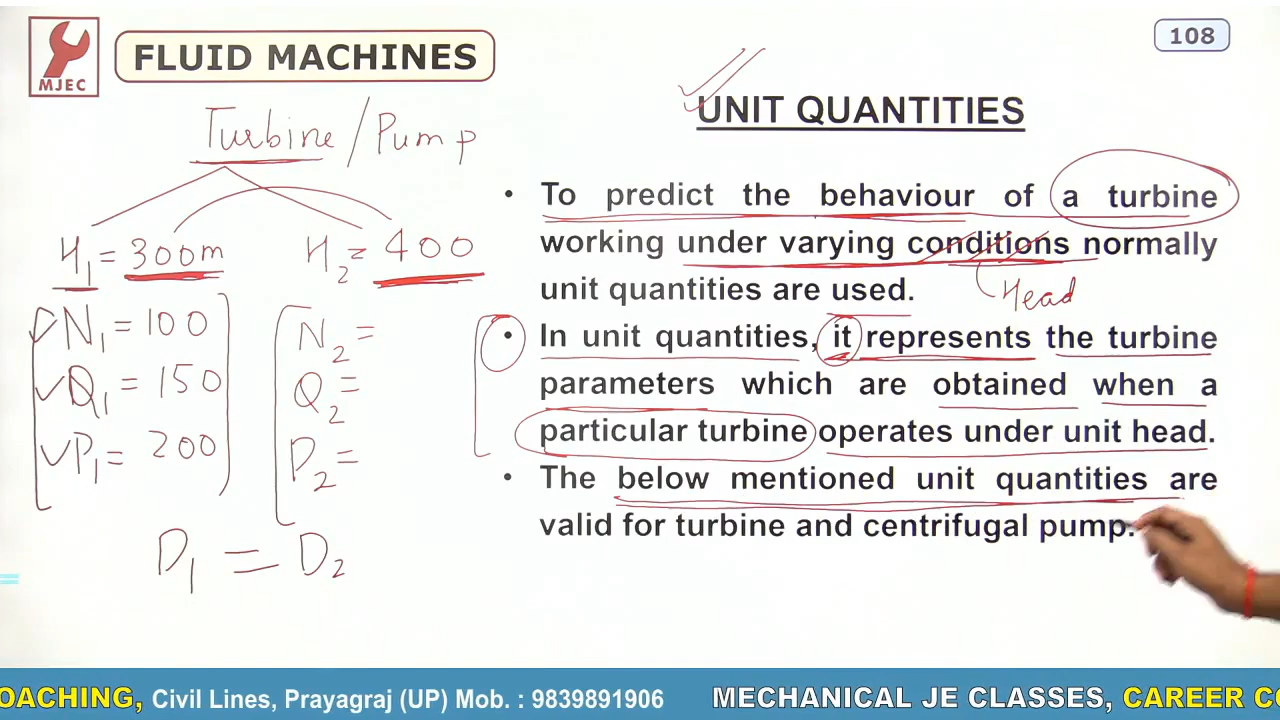 MJEC
FLUID MACHINES
108
UNIT QUANTITIES
Turbine / Pump
H1 = 300m
H2 = 400
N1 = 100
Q1 = 150
P1 = 200
N2 =
Q2 =
P2 =
D1 = D2
• To predict the behaviour of a turbine
working under varying conditions normally
unit quantities are used.
Head
• In unit quantities, it represents the turbine
parameters which are obtained when a
particular turbine operates under unit head.
• The below mentioned unit quantities are
valid for turbine and centrifugal pump.
OACHING, Civil Lines, Prayagraj (UP) Mob. : 9839891906 MECHANICAL JE CLASSES, CAREER CO